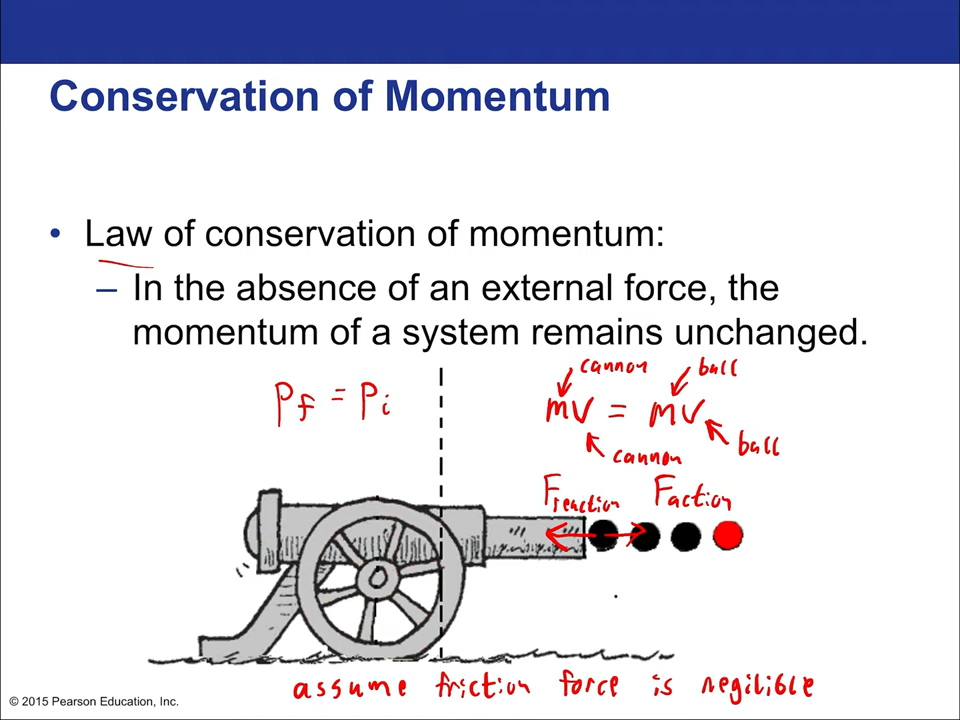 Conservation of Momentum
• Law of conservation of momentum:
– In the absence of an external force, the
momentum of a system remains unchanged.
cannon
ball
Pf = Pi
mv = mv
ball
cannon
Freaction
Faction
assume friction force is negilible
© 2015 Pearson Education, Inc.